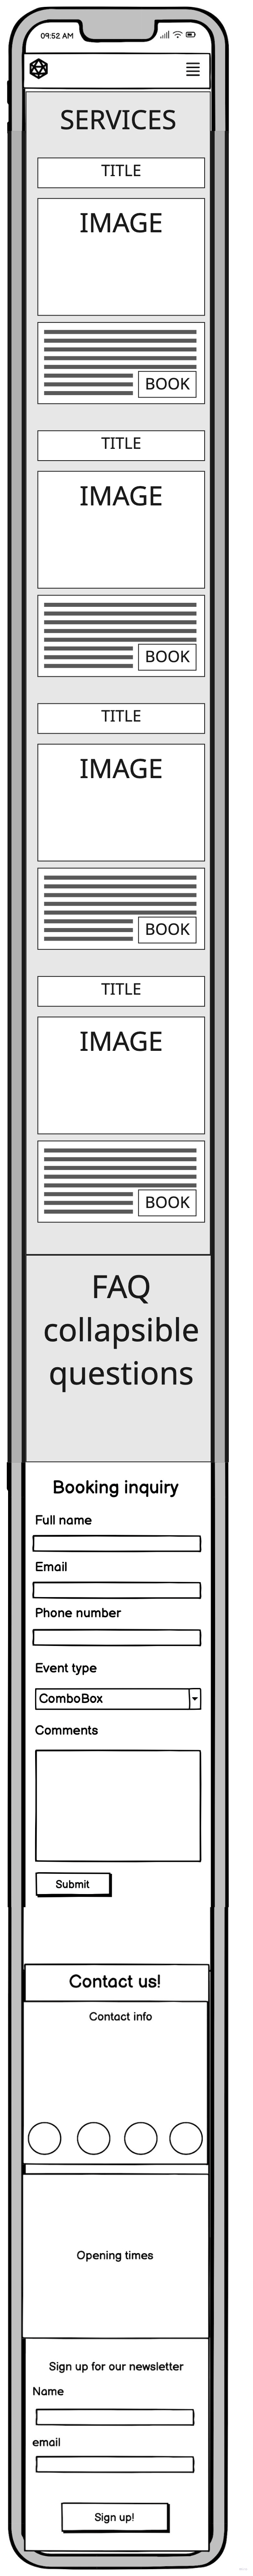 09:52 AM
SERVICES
TITLE
IMAGE
BOOK
TITLE
IMAGE
BOOK
TITLE
IMAGE
BOOK
TITLE
IMAGE
BOOK
FAQ
collapsible
questions
Booking inquiry
Full name
Email
Phone number
Event type
ComboBox
Comments
Submit
Contact us!
Contact info
Opening times
Sign up for our newsletter
Name
email
Sign up!